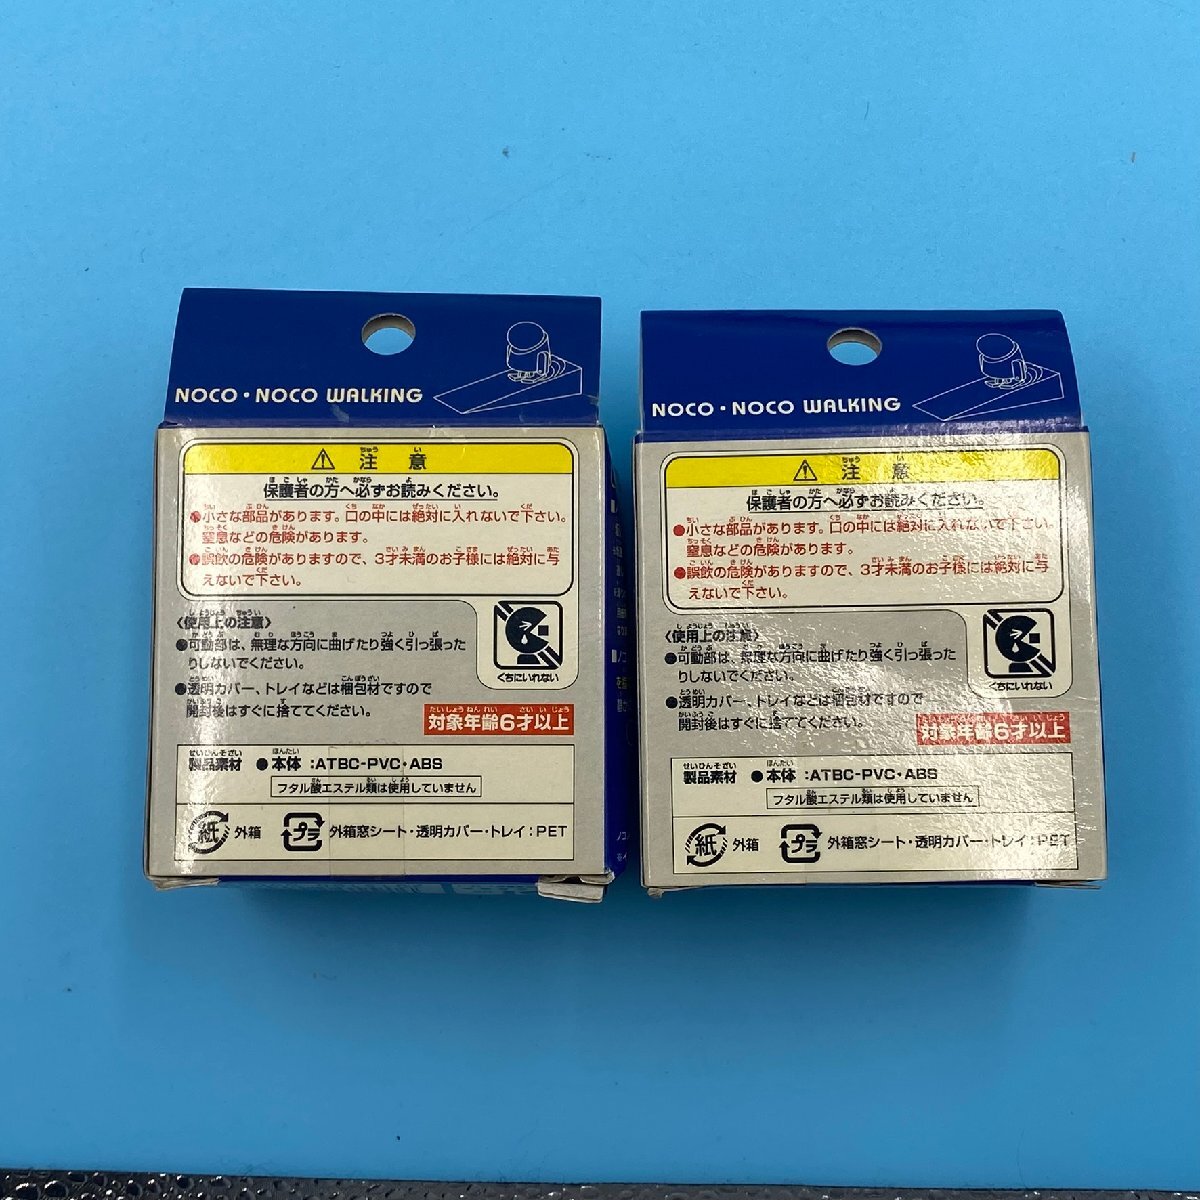 NOCO・NOCO WALKING
⚠ 注意
保護者の方へ必ずお読みください。
●小さな部品があります。口の中には絶対に入れないで下さい。
窒息などの危険があります。
●誤飲の危険がありますので、3才未満のお子様には絶対に与
えないで下さい。
〈使用上の注意〉
●可動部は、無理な方向に曲げたり強く引っ張った
りしないでください。
●透明カバー、トレイなどは梱包材ですので
開封後はすぐに捨ててください。
くちにいれない
対象年齢6才以上
製品素材 ●本体：ATBC-PVC・ABS
フタル酸エステル類は使用していません
紙 外箱 プラ 外箱窓シート・透明カバー・トレイ：PET
NOCO・NOCO WALKING
⚠ 注意
保護者の方へ必ずお読みください。
●小さな部品があります。口の中には絶対に入れないで下さい。
窒息などの危険があります。
●誤飲の危険がありますので、3才未満のお子様には絶対に与
えないで下さい。
〈使用上の注意〉
●可動部は、無理な方向に曲げたり強く引っ張った
りしないでください。
●透明カバー、トレイなどは梱包材ですので
開封後はすぐに捨ててください。
くちにいれない
対象年齢6才以上
製品素材 ●本体：ATBC-PVC・ABS
フタル酸エステル類は使用していません
紙 外箱 プラ 外箱窓シート・透明カバー・トレイ：PET